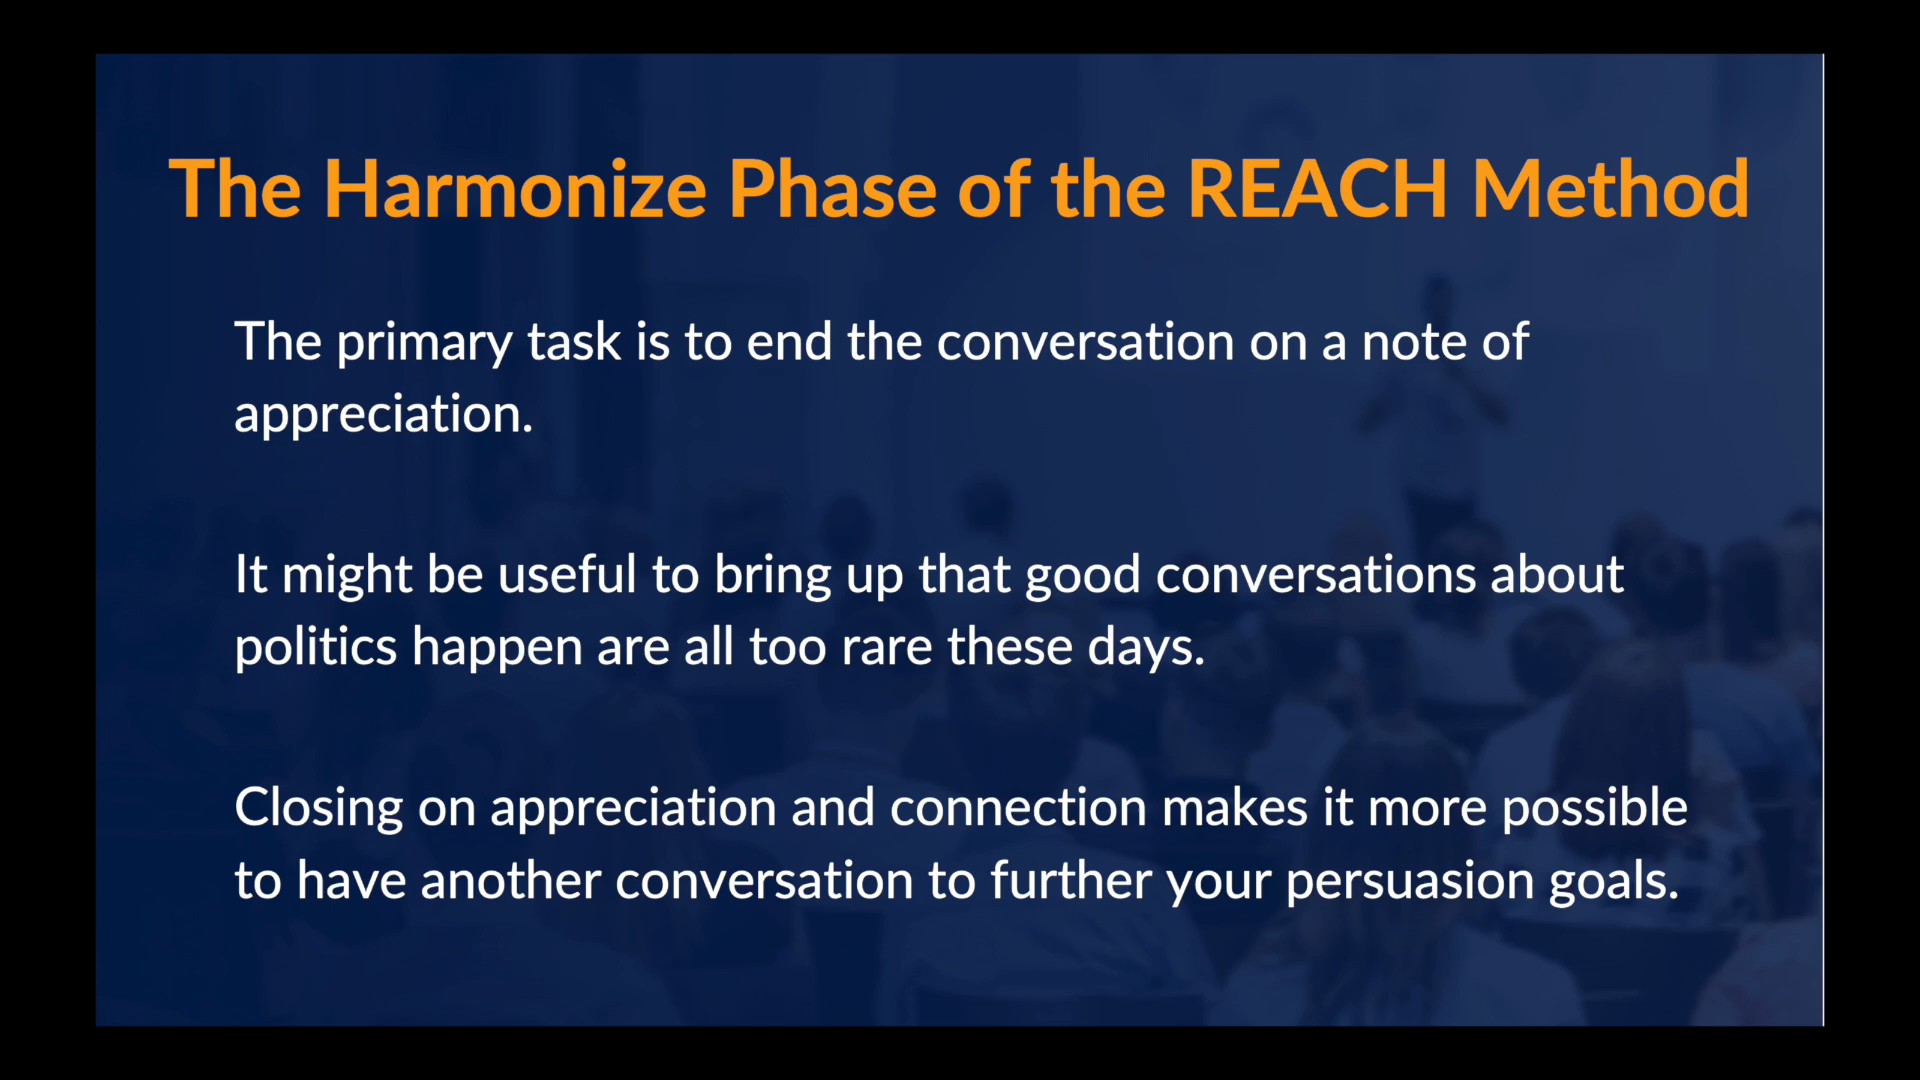 The Harmonize Phase of the REACH Method
The primary task is to end the conversation on a note of
appreciation.
It might be useful to bring up that good conversations about
politics happen are all too rare these days.
Closing on appreciation and connection makes it more possible
to have another conversation to further your persuasion goals.